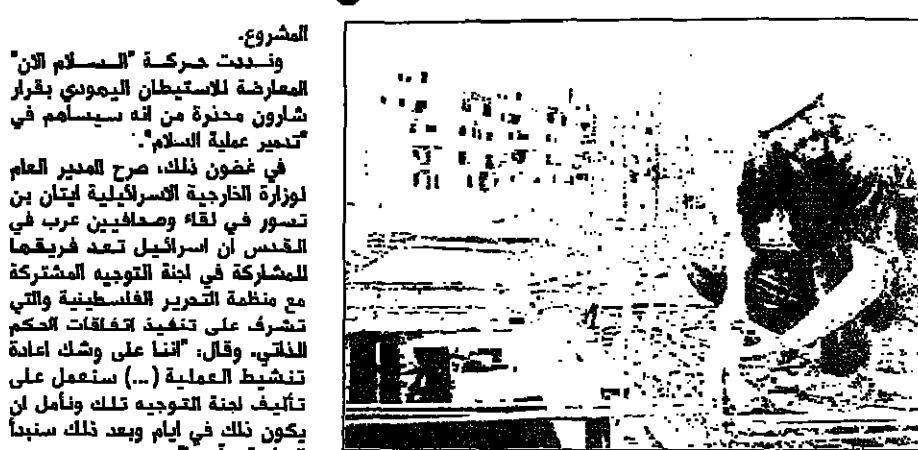 المشروع.
ونددت حركة "السلام الآن"
المعارضة للاستيطان اليهودي بقرار
شارون محذرة من انه سيساهم في
"تدمير عملية السلام".
في غضون ذلك، صرح المدير العام
لوزارة الخارجية الاسرائيلية ايتان بن
تسور في لقاء وصحافيين عرب في
القدس ان اسرائيل تعد فريقها
للمشاركة في لجنة التوجيه المشتركة
مع منظمة التحرير الفلسطينية والتي
تشرف على تنفيذ اتفاقات الحكم
الذاتي. وقال: "اننا على وشك اعادة
تنشيط العملية (...) سنعمل على
تأليف لجنة التوجيه تلك ونأمل ان
يكون ذلك في ايام وبعد ذلك سنبدأ